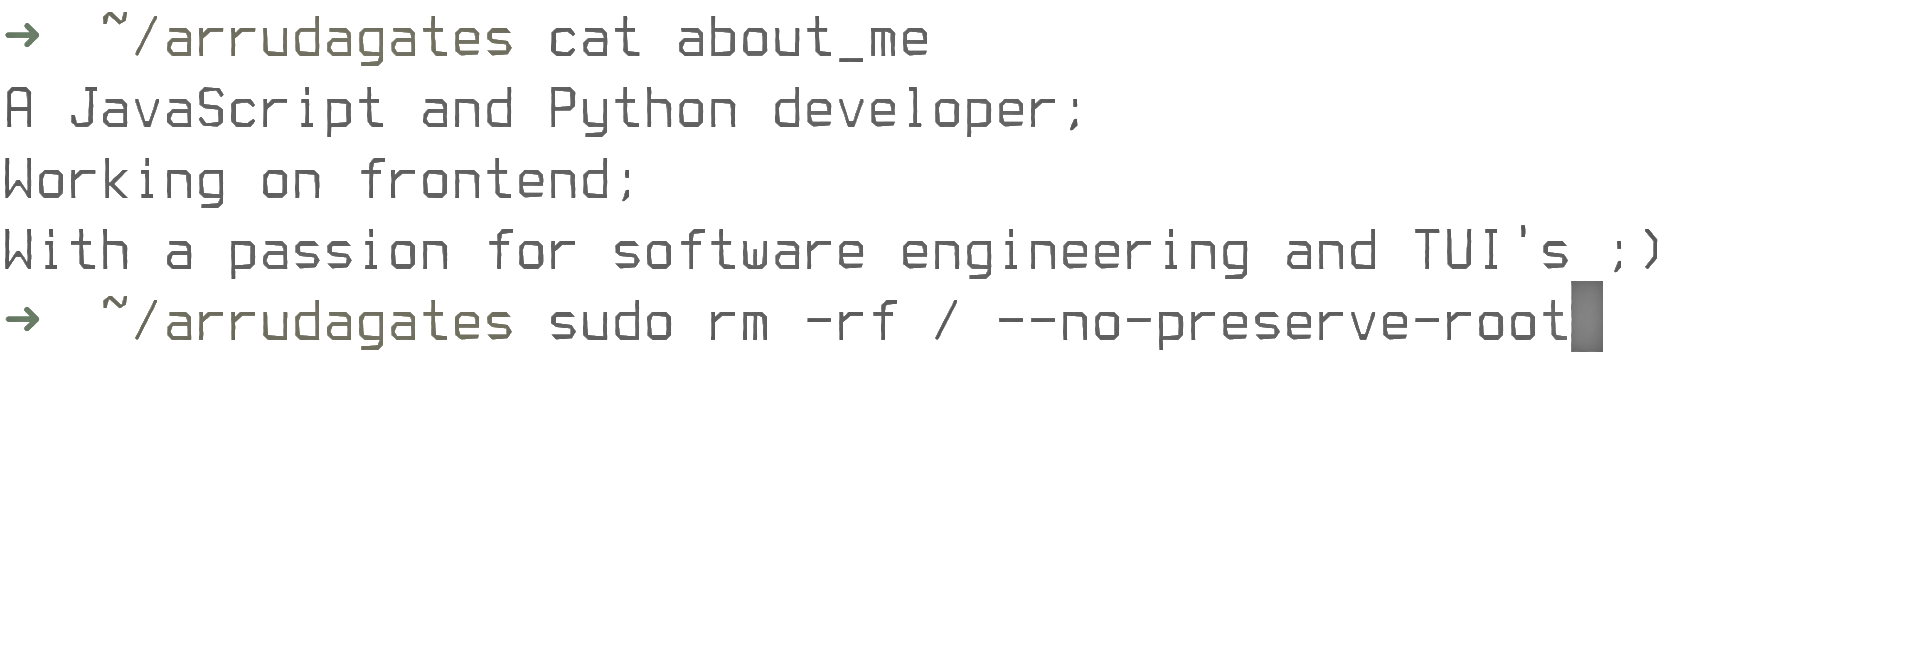 ➜  ~/arrudagates cat about_me
A JavaScript and Python developer;
Working on frontend;
With a passion for software engineering and TUI's ;)
➜  ~/arrudagates sudo rm -rf / --no-preserve-root